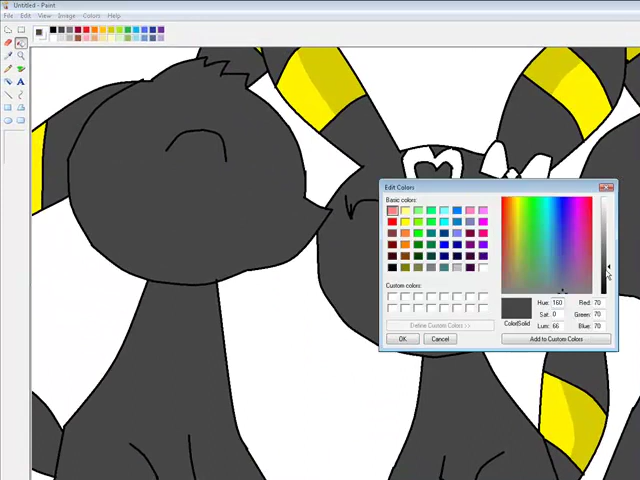 Untitled - Paint
File Edit View Image Colors Help
Edit Colors
Basic colors:
Custom colors:
Define Custom Colors >>
OK Cancel
Color|Solid
Hue: 160 Red: 70
Sat: 0 Green: 70
Lum: 66 Blue: 70
Add to Custom Colors